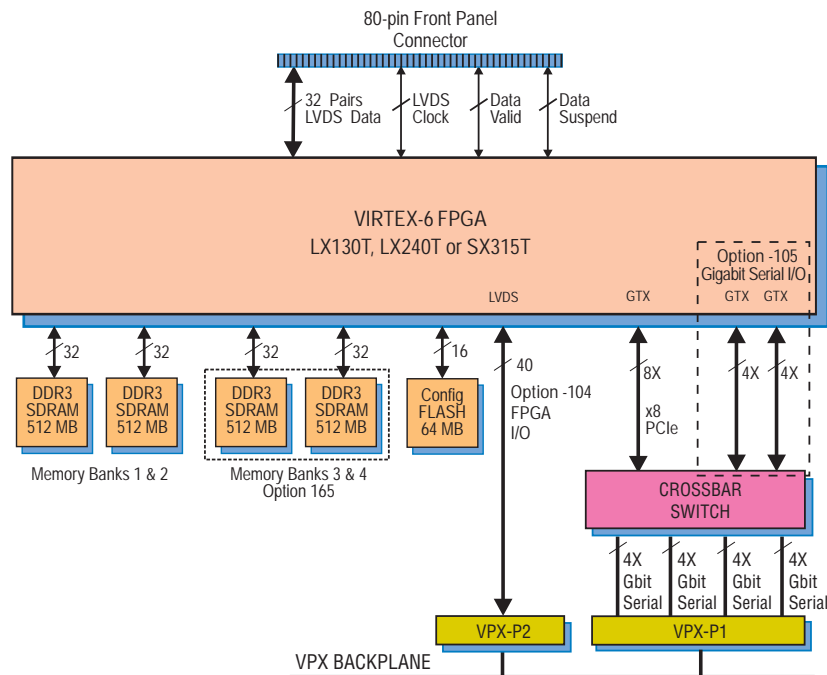 80-pin Front Panel
Connector
32 Pairs
LVDS Data
LVDS
Clock
Data
Valid
Data
Suspend
VIRTEX-6 FPGA
LX130T, LX240T or SX315T
Option -105
Gigabit Serial I/O
LVDS
GTX
GTX
GTX
32
32
32
32
16
40
8X
4X
4X
DDR3
SDRAM
512 MB
DDR3
SDRAM
512 MB
DDR3
SDRAM
512 MB
DDR3
SDRAM
512 MB
Config
FLASH
64 MB
Option -104
FPGA
I/O
x8
PCIe
Memory Banks 1 & 2
Memory Banks 3 & 4
Option 165
CROSSBAR
SWITCH
4X
Gbit
Serial
4X
Gbit
Serial
4X
Gbit
Serial
4X
Gbit
Serial
VPX-P2
VPX-P1
VPX BACKPLANE